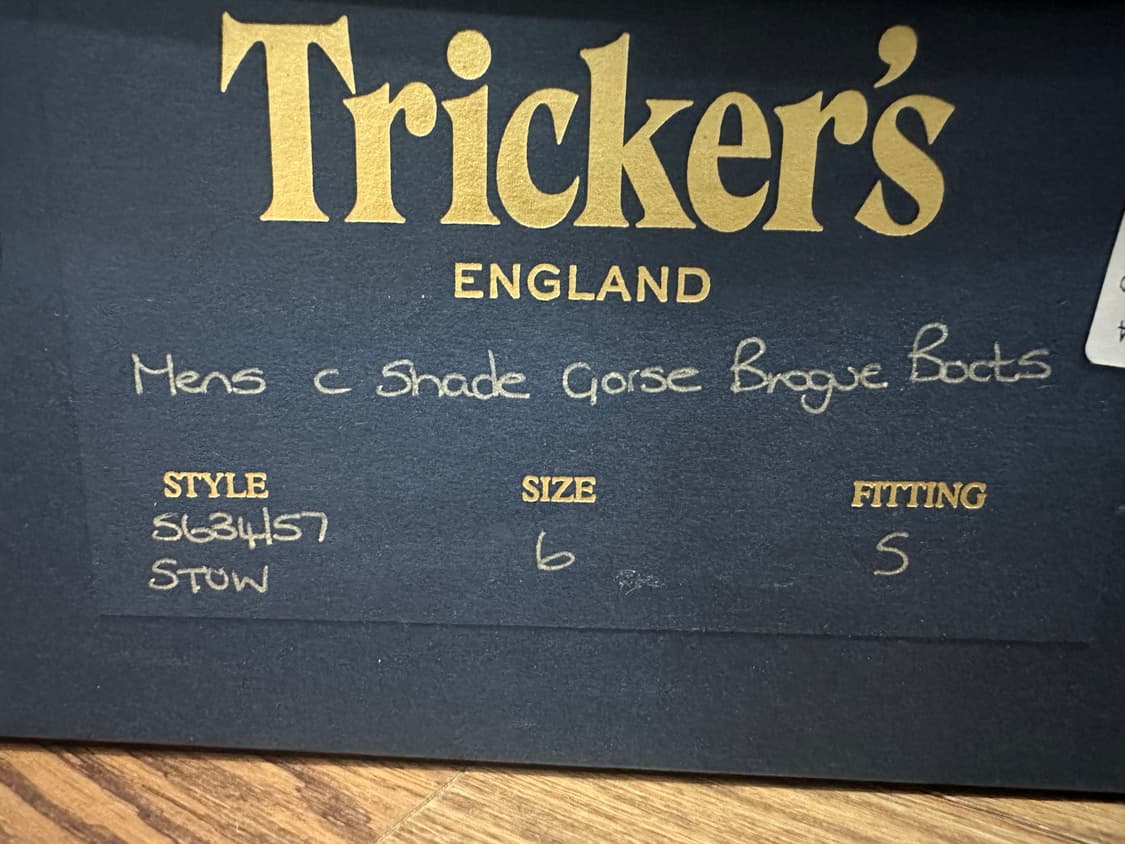 Tricker's
ENGLAND
Mens C Shade Gorse Brogue Boots
STYLE SIZE FITTING
5634/57 6 5
STOW